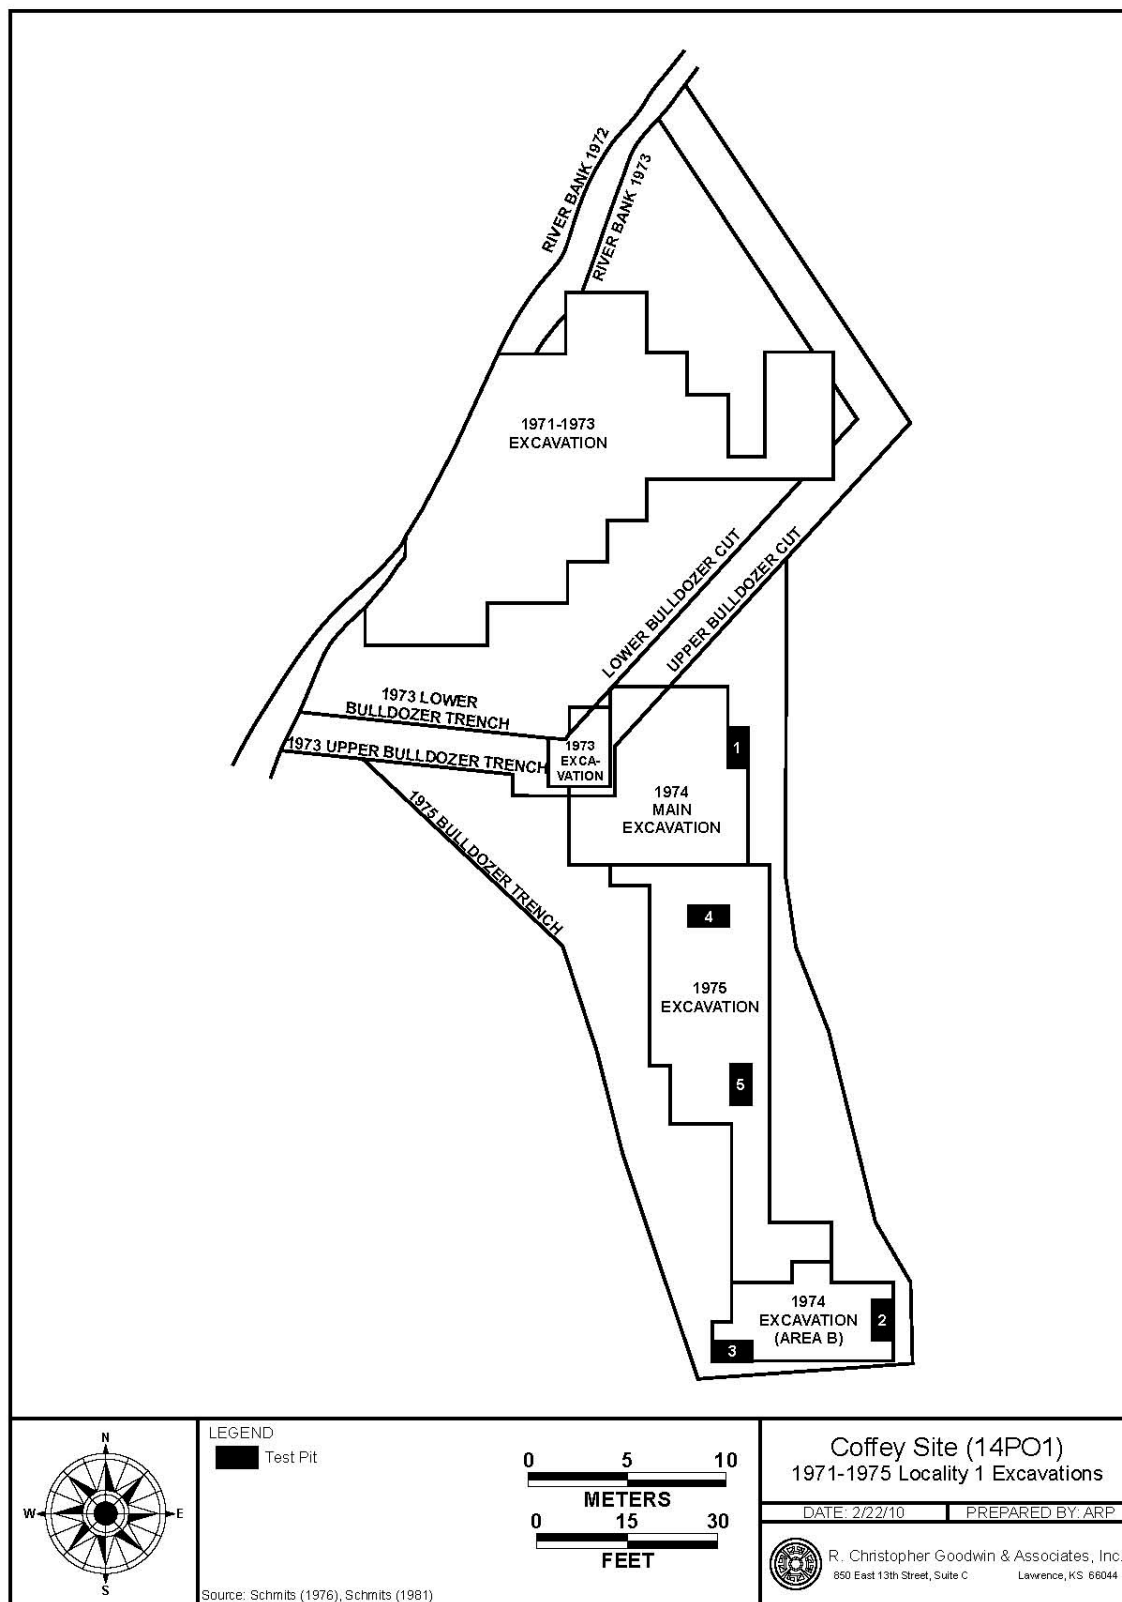 RIVER BANK 1972
RIVER BANK 1973
1971-1973
EXCAVATION
LOWER BULLDOZER CUT
UPPER BULLDOZER CUT
1973 LOWER
BULLDOZER TRENCH
1973 UPPER BULLDOZER TRENCH
1973
EXCA-
VATION
1
1974
MAIN
EXCAVATION
1975 BULLDOZER TRENCH
4
1975
EXCAVATION
5
1974
EXCAVATION
(AREA B)
2
3
N
W
E
S
LEGEND
Test Pit
Source: Schmits (1976), Schmits (1981)
0 5 10
METERS
0 15 30
FEET
Coffey Site (14PO1)
1971-1975 Locality 1 Excavations
DATE: 2/22/10
PREPARED BY: ARP
R. Christopher Goodwin & Associates, Inc.
850 East 13th Street, Suite C Lawrence, KS 66044